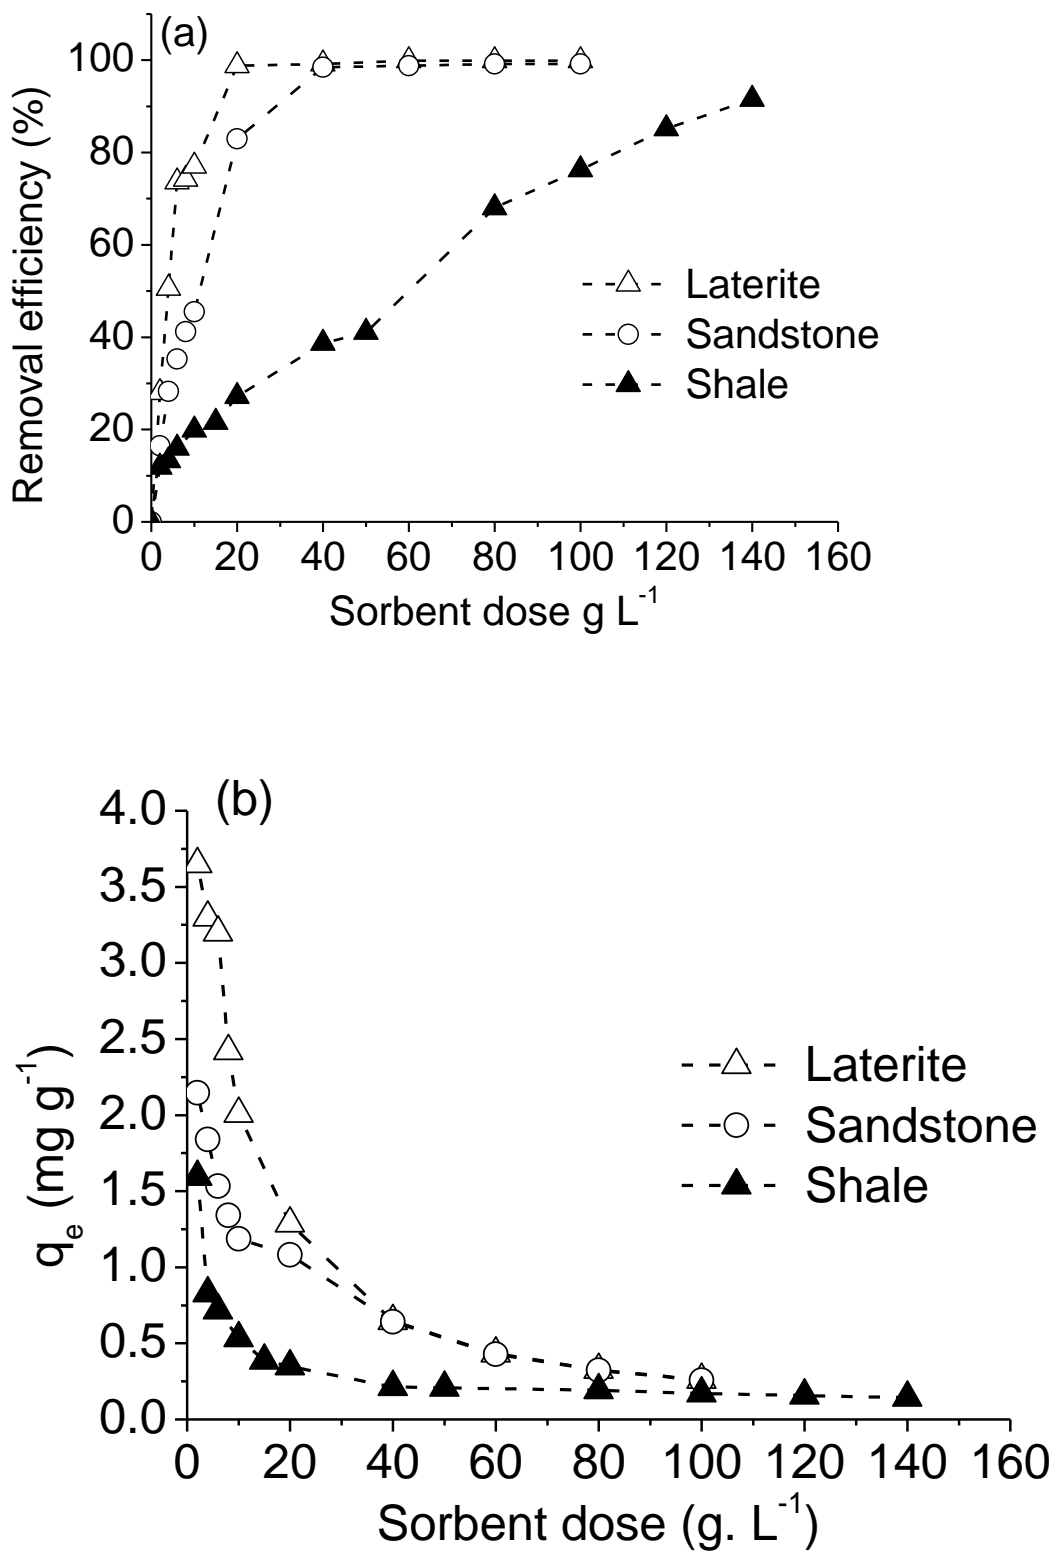 (a)
100
80
60
40
20
0
Removal efficiency (%)
Laterite
Sandstone
Shale
0 20 40 60 80 100 120 140 160
Sorbent dose g L⁻¹
(b)
4.0
3.5
3.0
2.5
2.0
1.5
1.0
0.5
0.0
qₑ (mg g⁻¹)
Laterite
Sandstone
Shale
0 20 40 60 80 100 120 140 160
Sorbent dose (g. L⁻¹)